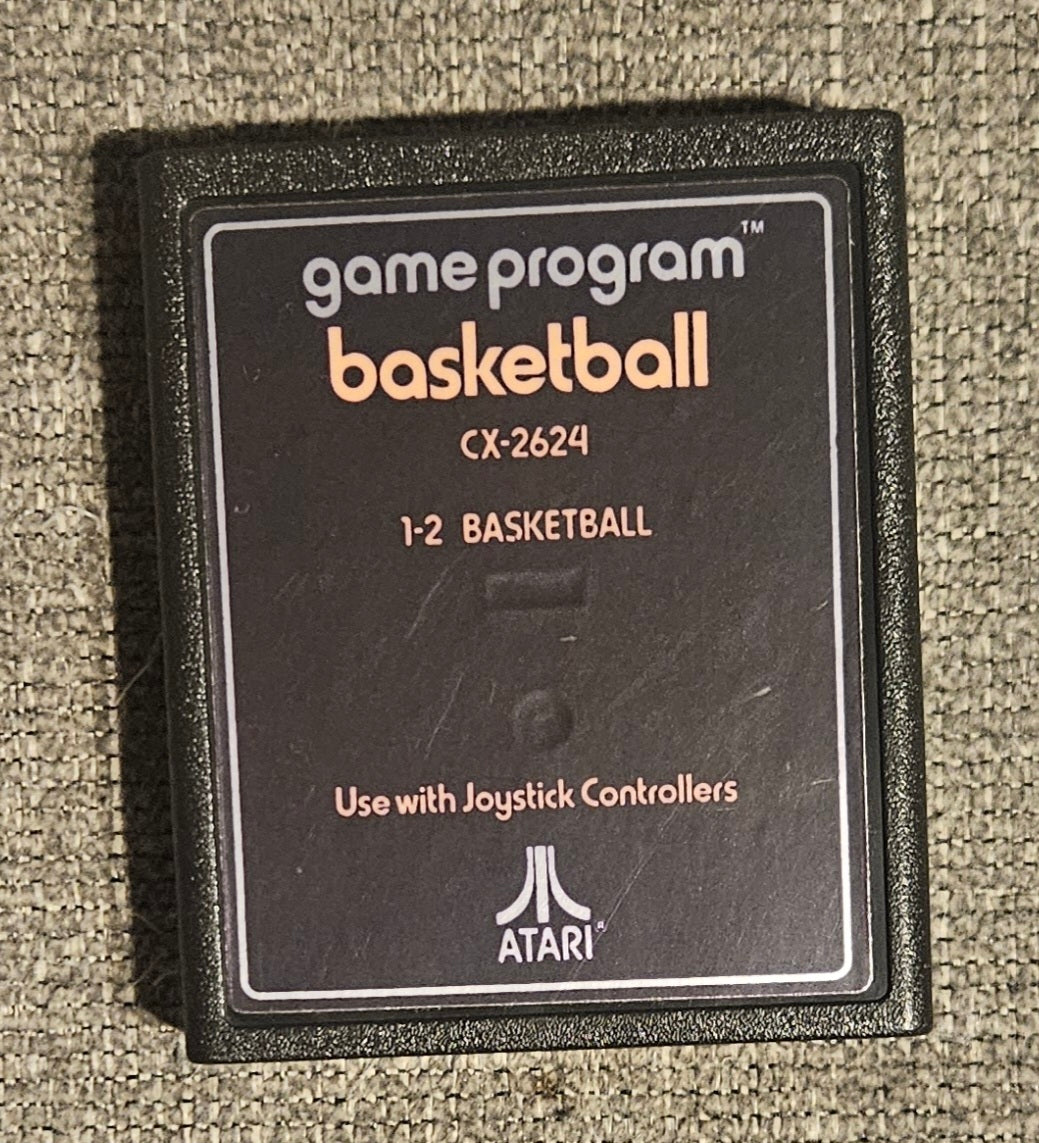 game program™
basketball
CX-2624
1-2 BASKETBALL
Use with Joystick Controllers
ATARI®